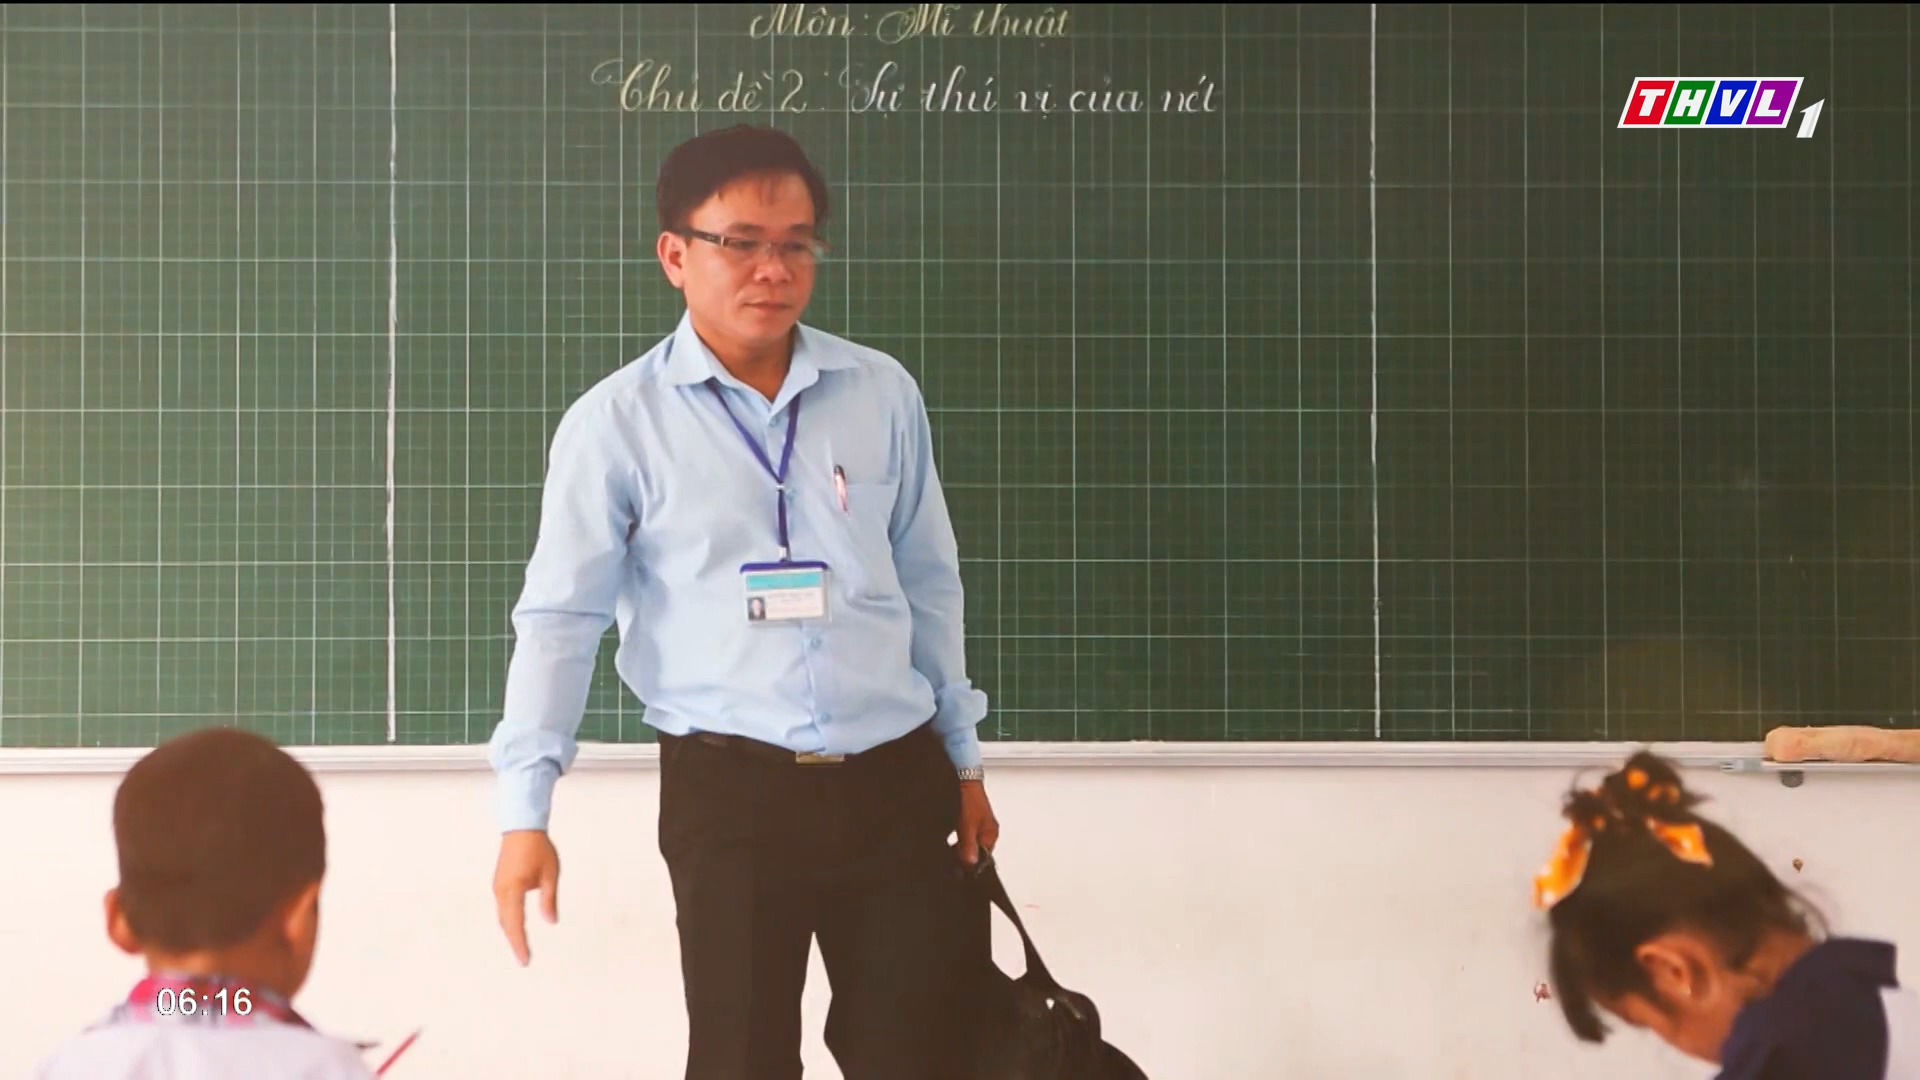 Môn: Mĩ thuật
Chủ đề 2: Sự thú vị của nét
THVL1
06:16